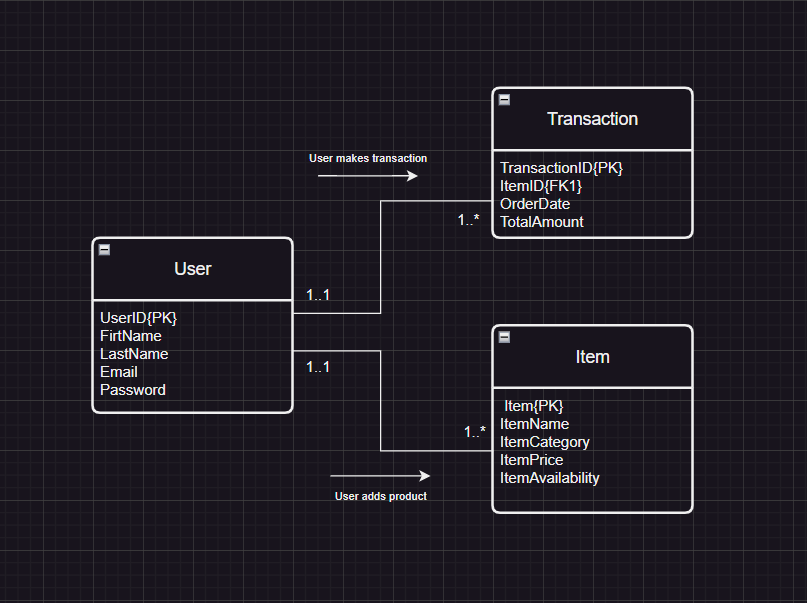 User makes transaction
Transaction
TransactionID{PK}
ItemID{FK1}
OrderDate
TotalAmount
1..*
User
UserID{PK}
FirtName
LastName
Email
Password
1..1
1..1
Item
Item{PK}
ItemName
ItemCategory
ItemPrice
ItemAvailability
1..*
User adds product